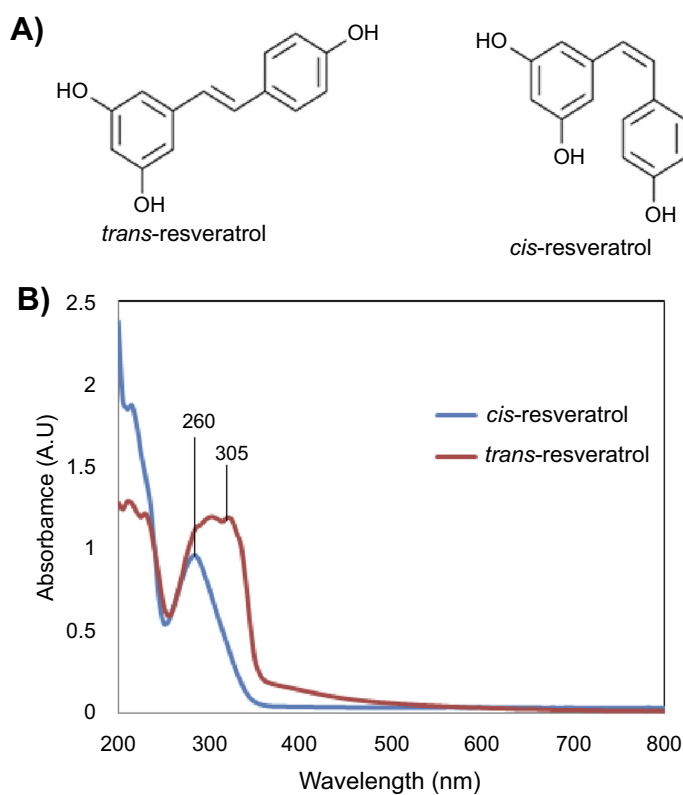 A)
OH
HO
OH
trans-resveratrol
HO
OH
OH
cis-resveratrol
B)
2.5
2
1.5
1
0.5
0
Absorbamce (A.U)
260
305
cis-resveratrol
trans-resveratrol
200 300 400 500 600 700 800
Wavelength (nm)